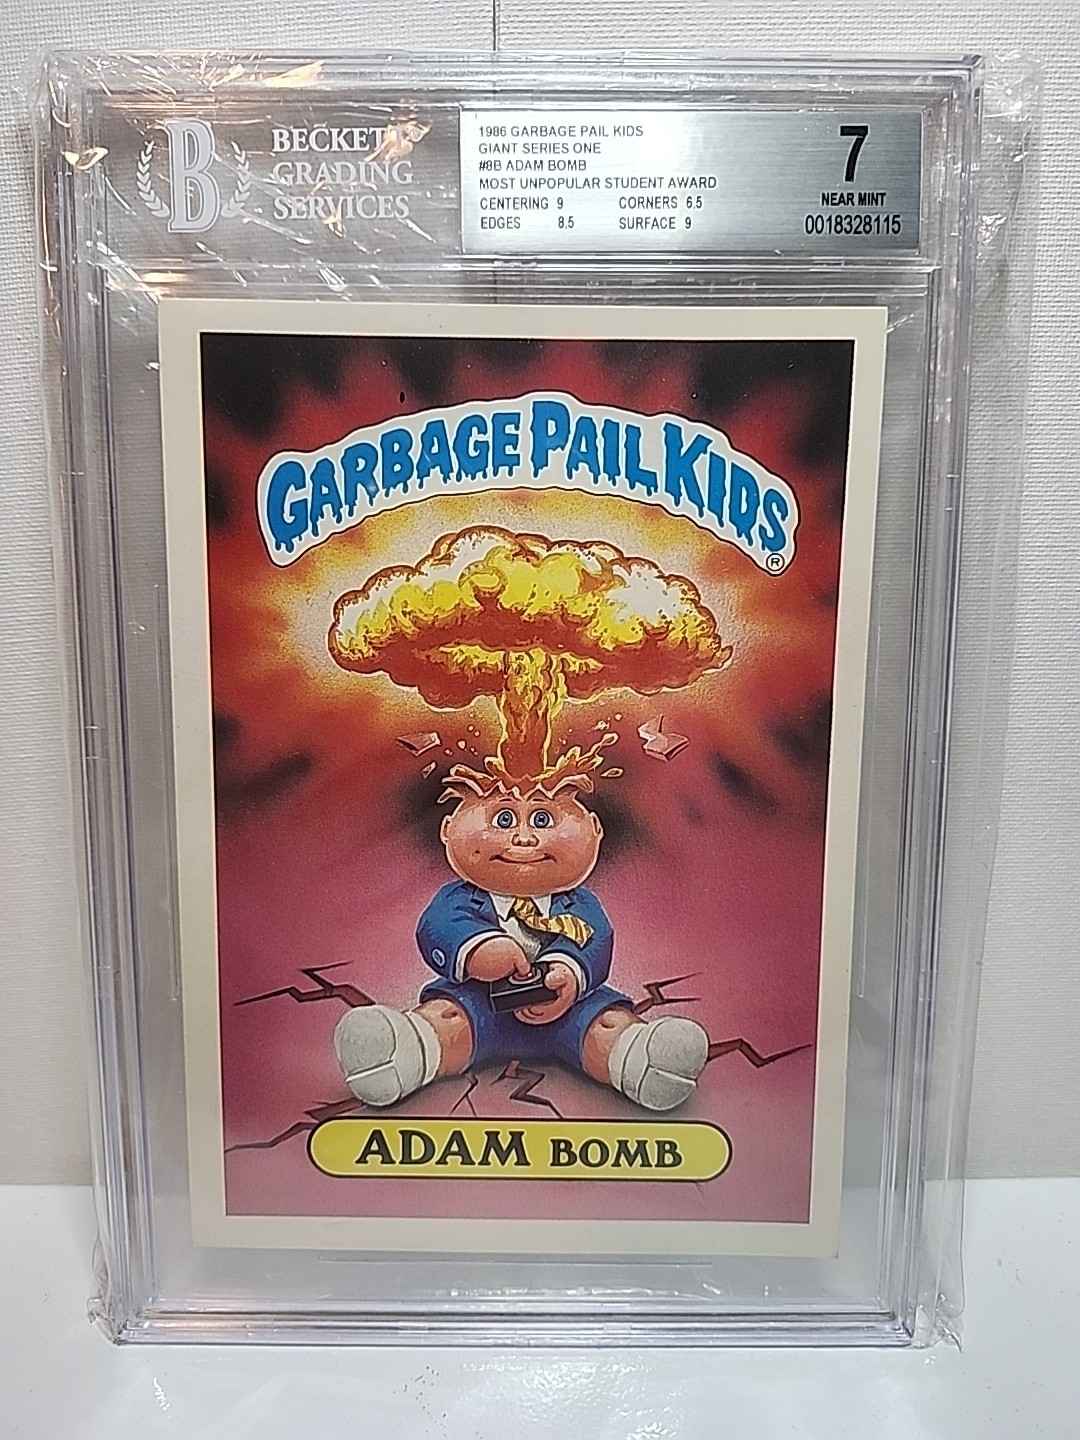 BECKETT®
GRADING
SERVICES
B
1986 GARBAGE PAIL KIDS
GIANT SERIES ONE
#8B ADAM BOMB
MOST UNPOPULAR STUDENT AWARD
CENTERING 9 CORNERS 6.5
EDGES 8.5 SURFACE 9
7
NEAR MINT
0018328115
GARBAGE PAIL KIDS
®
ADAM BOMB